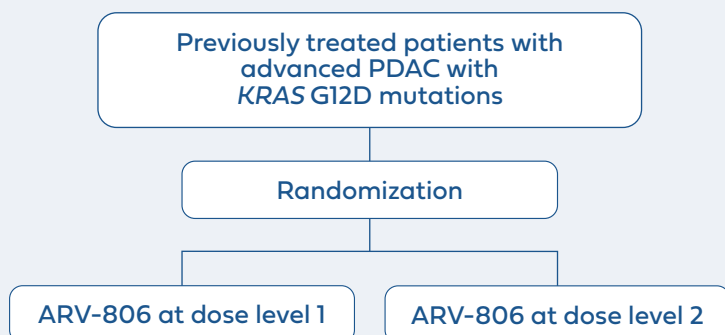 Previously treated patients with
advanced PDAC with
KRAS G12D mutations
Randomization
ARV-806 at dose level 1
ARV-806 at dose level 2